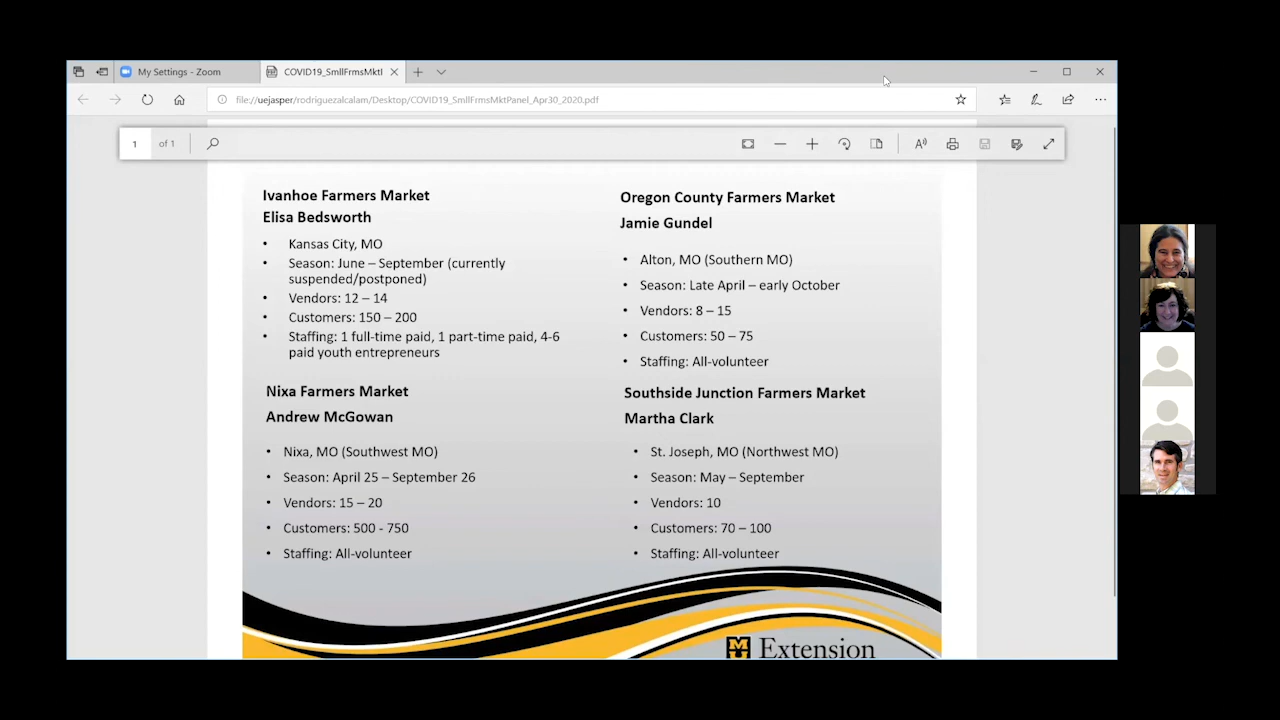 My Settings - Zoom
COVID19_SmllFrmsMktl
file://uejasper/rodriguezalcalam/Desktop/COVID19_SmllFrmsMktPanel_Apr30_2020.pdf
1 of 1
Ivanhoe Farmers Market
Elisa Bedsworth
• Kansas City, MO
• Season: June – September (currently
suspended/postponed)
• Vendors: 12 – 14
• Customers: 150 – 200
• Staffing: 1 full-time paid, 1 part-time paid, 4-6
paid youth entrepreneurs
Oregon County Farmers Market
Jamie Gundel
• Alton, MO (Southern MO)
• Season: Late April – early October
• Vendors: 8 – 15
• Customers: 50 – 75
• Staffing: All-volunteer
Nixa Farmers Market
Andrew McGowan
• Nixa, MO (Southwest MO)
• Season: April 25 – September 26
• Vendors: 15 – 20
• Customers: 500 - 750
• Staffing: All-volunteer
Southside Junction Farmers Market
Martha Clark
• St. Joseph, MO (Northwest MO)
• Season: May – September
• Vendors: 10
• Customers: 70 – 100
• Staffing: All-volunteer
MU Extension